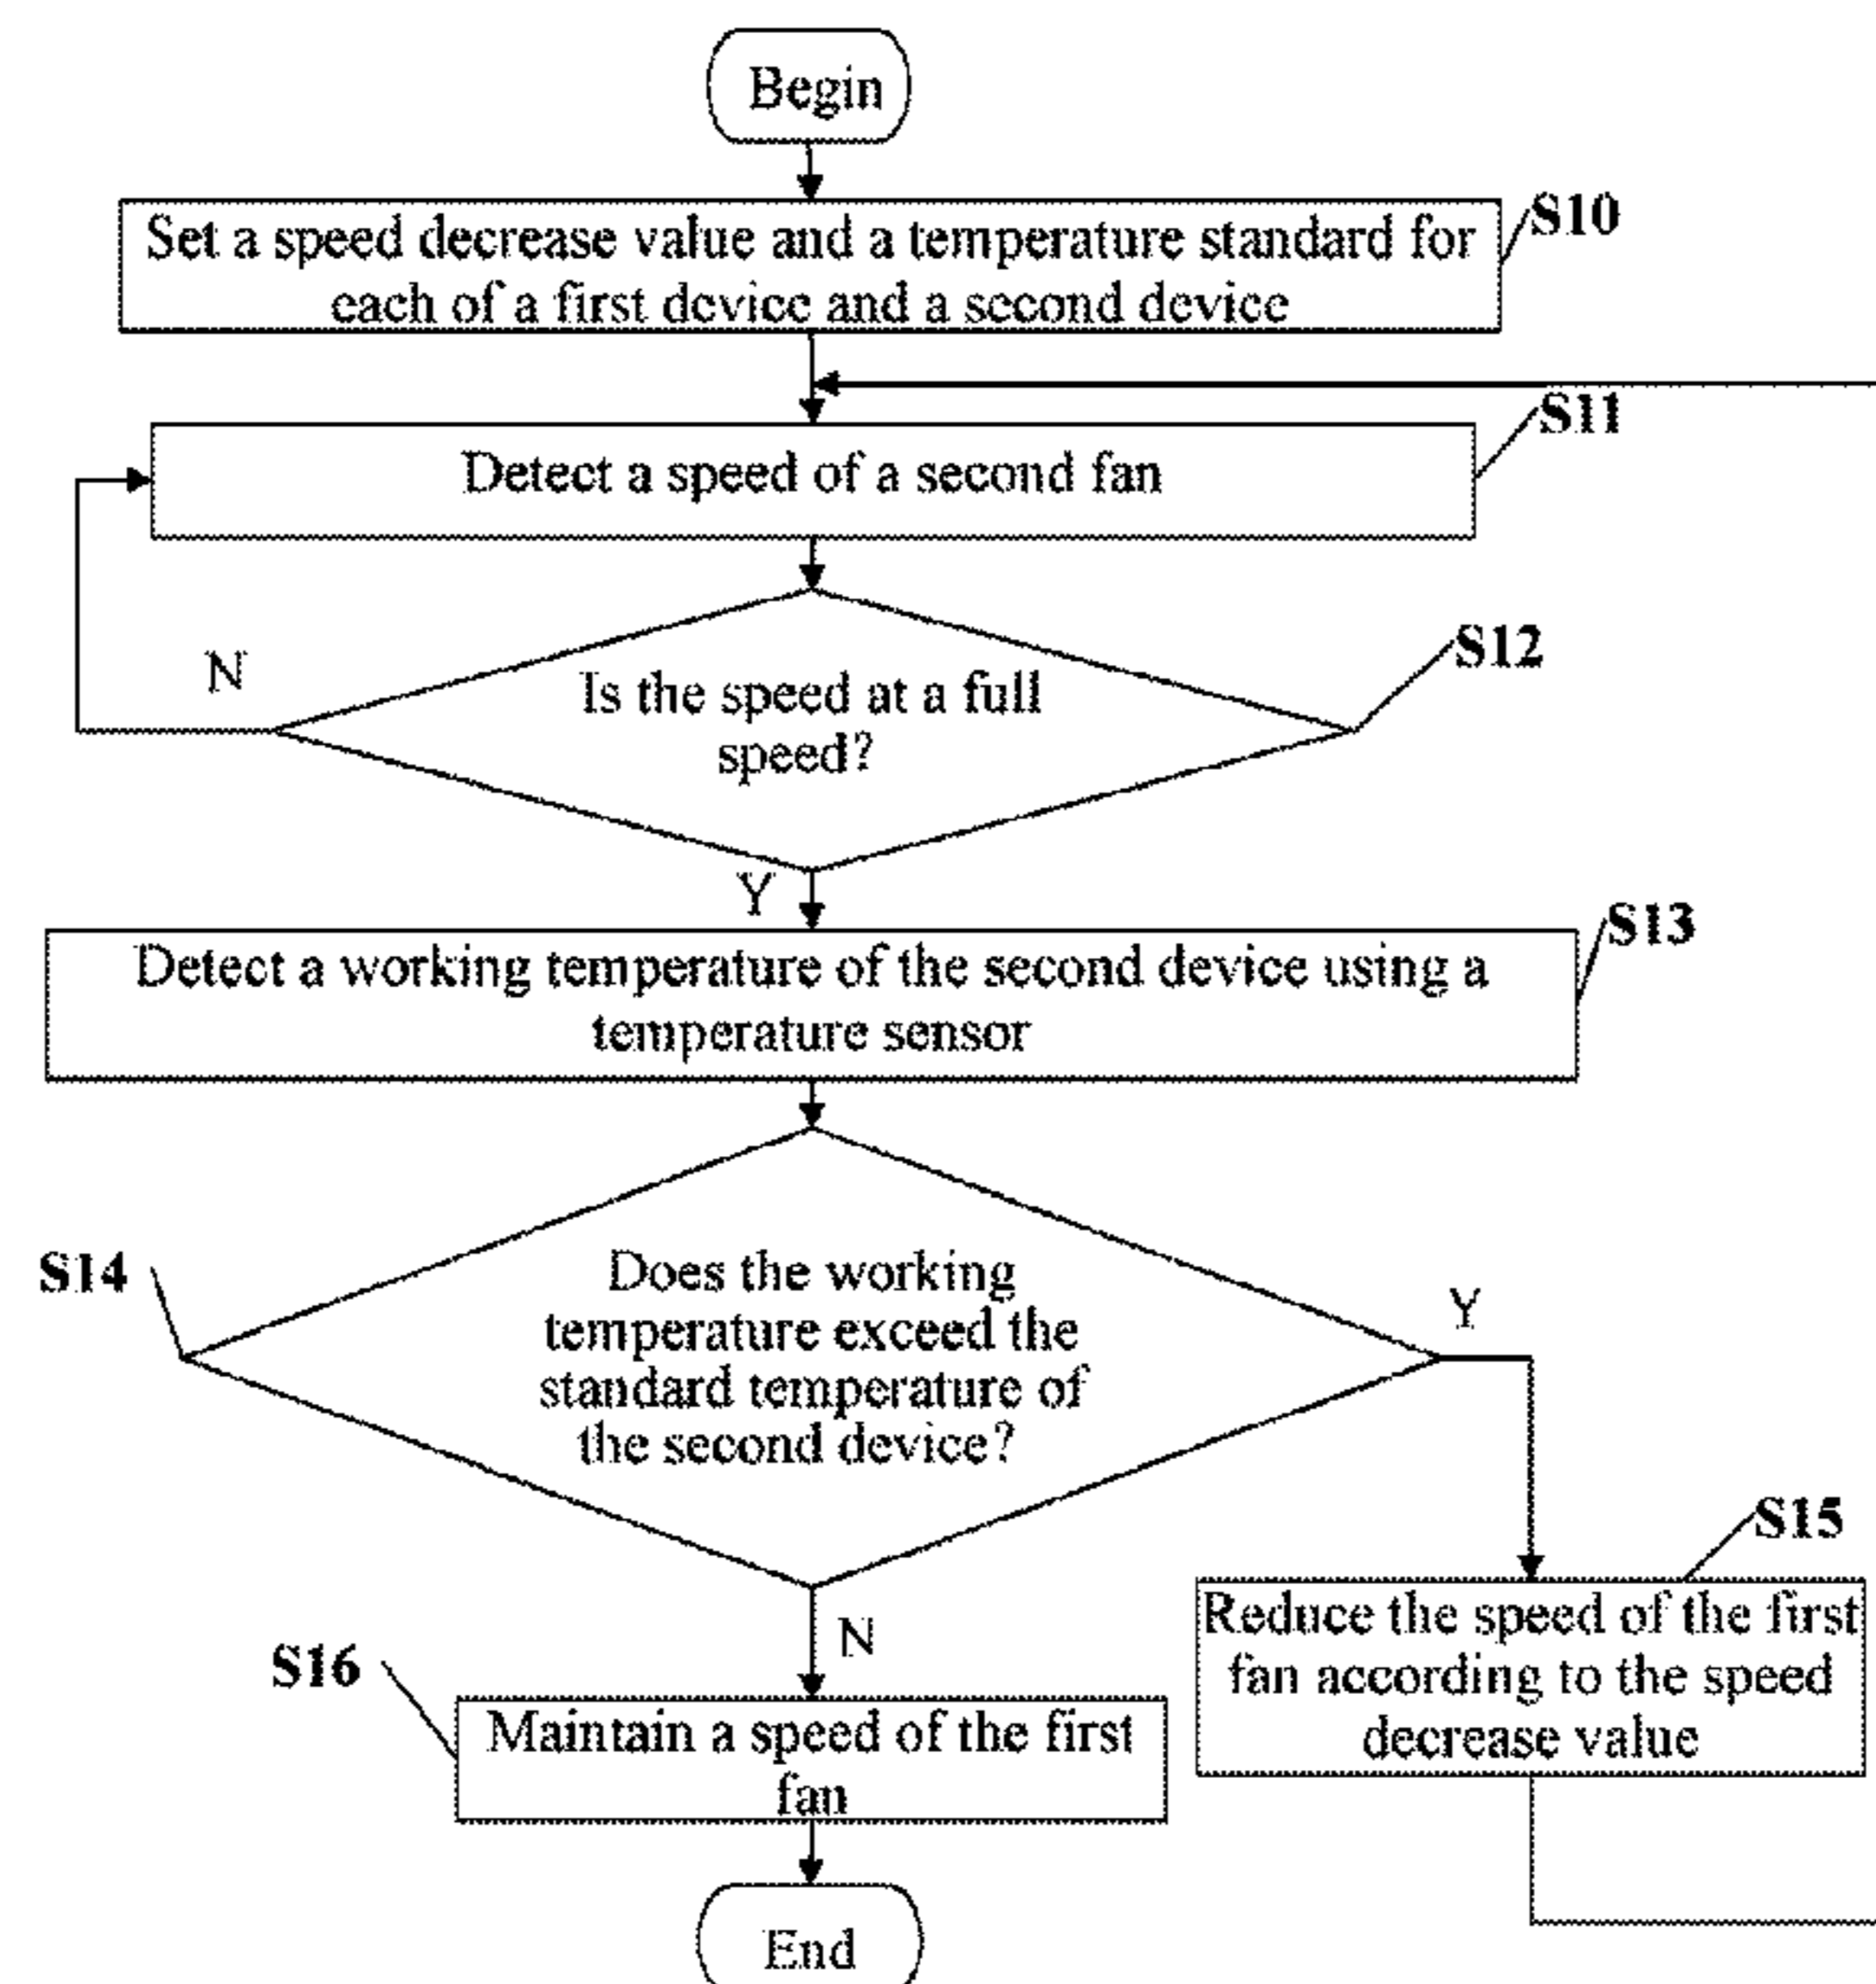 Begin
Set a speed decrease value and a temperature standard for
each of a first device and a second device
S10
S11
Detect a speed of a second fan
N
Is the speed at a full
speed?
S12
Y
S13
Detect a working temperature of the second device using a
temperature sensor
S14
Does the working
temperature exceed the
standard temperature of
the second device?
Y
S15
Reduce the speed of the first
fan according to the speed
decrease value
N
S16
Maintain a speed of the first
fan
End